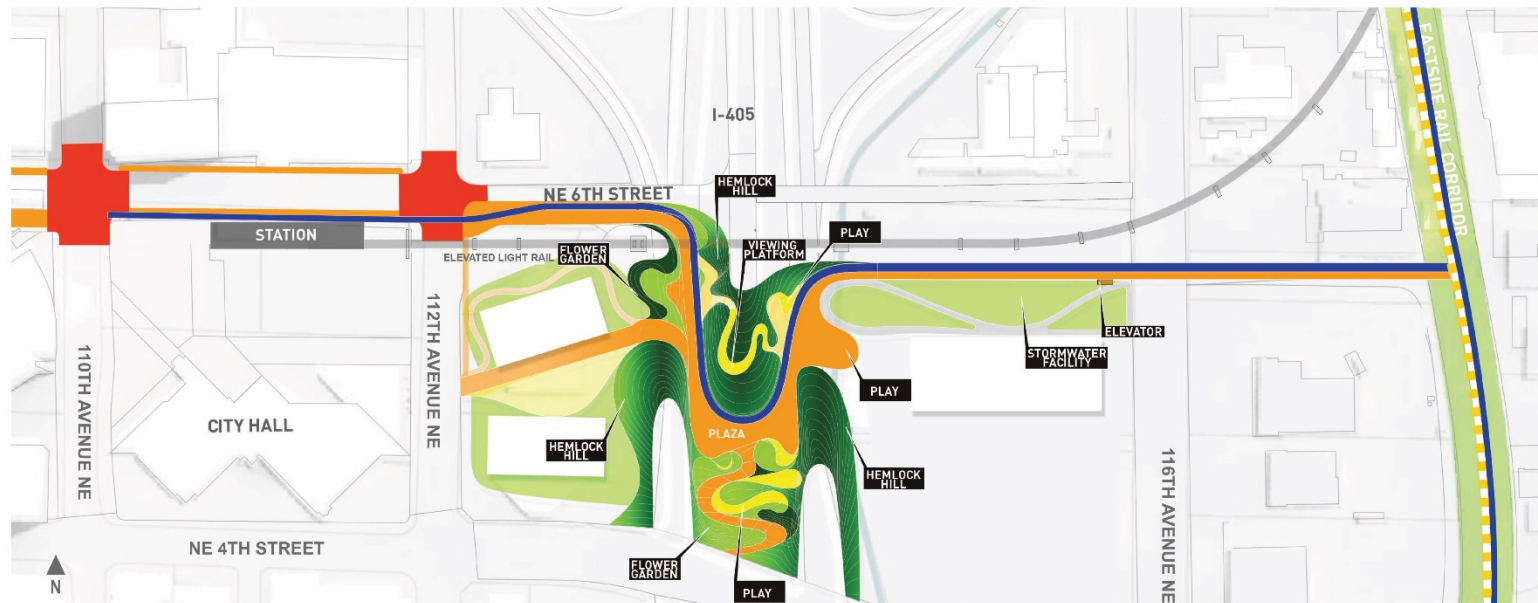 I-405
HEMLOCK
HILL
NE 6TH STREET
STATION
ELEVATED LIGHT RAIL
FLOWER
GARDEN
VIEWING
PLATFORM
PLAY
EASTSIDE RAIL CORRIDOR
110TH AVENUE NE
112TH AVENUE NE
116TH AVENUE NE
ELEVATOR
STORMWATER
FACILITY
PLAY
CITY HALL
PLAZA
HEMLOCK
HILL
HEMLOCK
HILL
NE 4TH STREET
FLOWER
GARDEN
PLAY
N